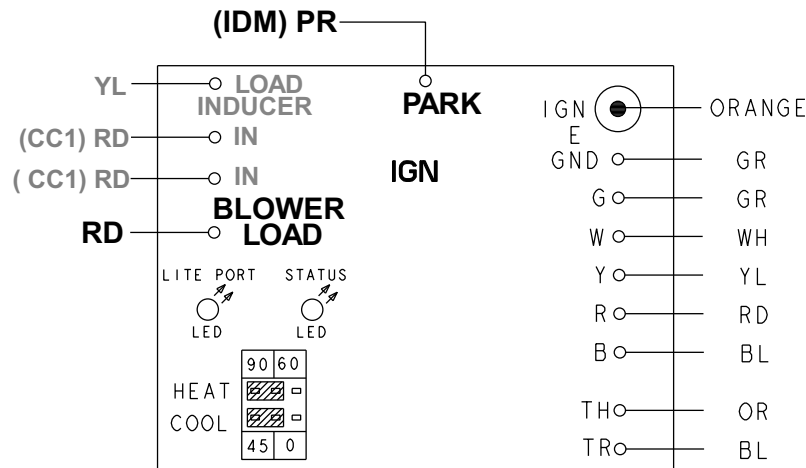 (IDM) PR
YL LOAD
INDUCER
PARK
IGN ORANGE
E
(CC1) RD IN
GND GR
( CC1) RD IN
IGN
G GR
BLOWER
RD LOAD
W WH
LITE PORT STATUS
Y YL
LED LED
R RD
90 60
B BL
HEAT
COOL
TH OR
45 0
TR BL